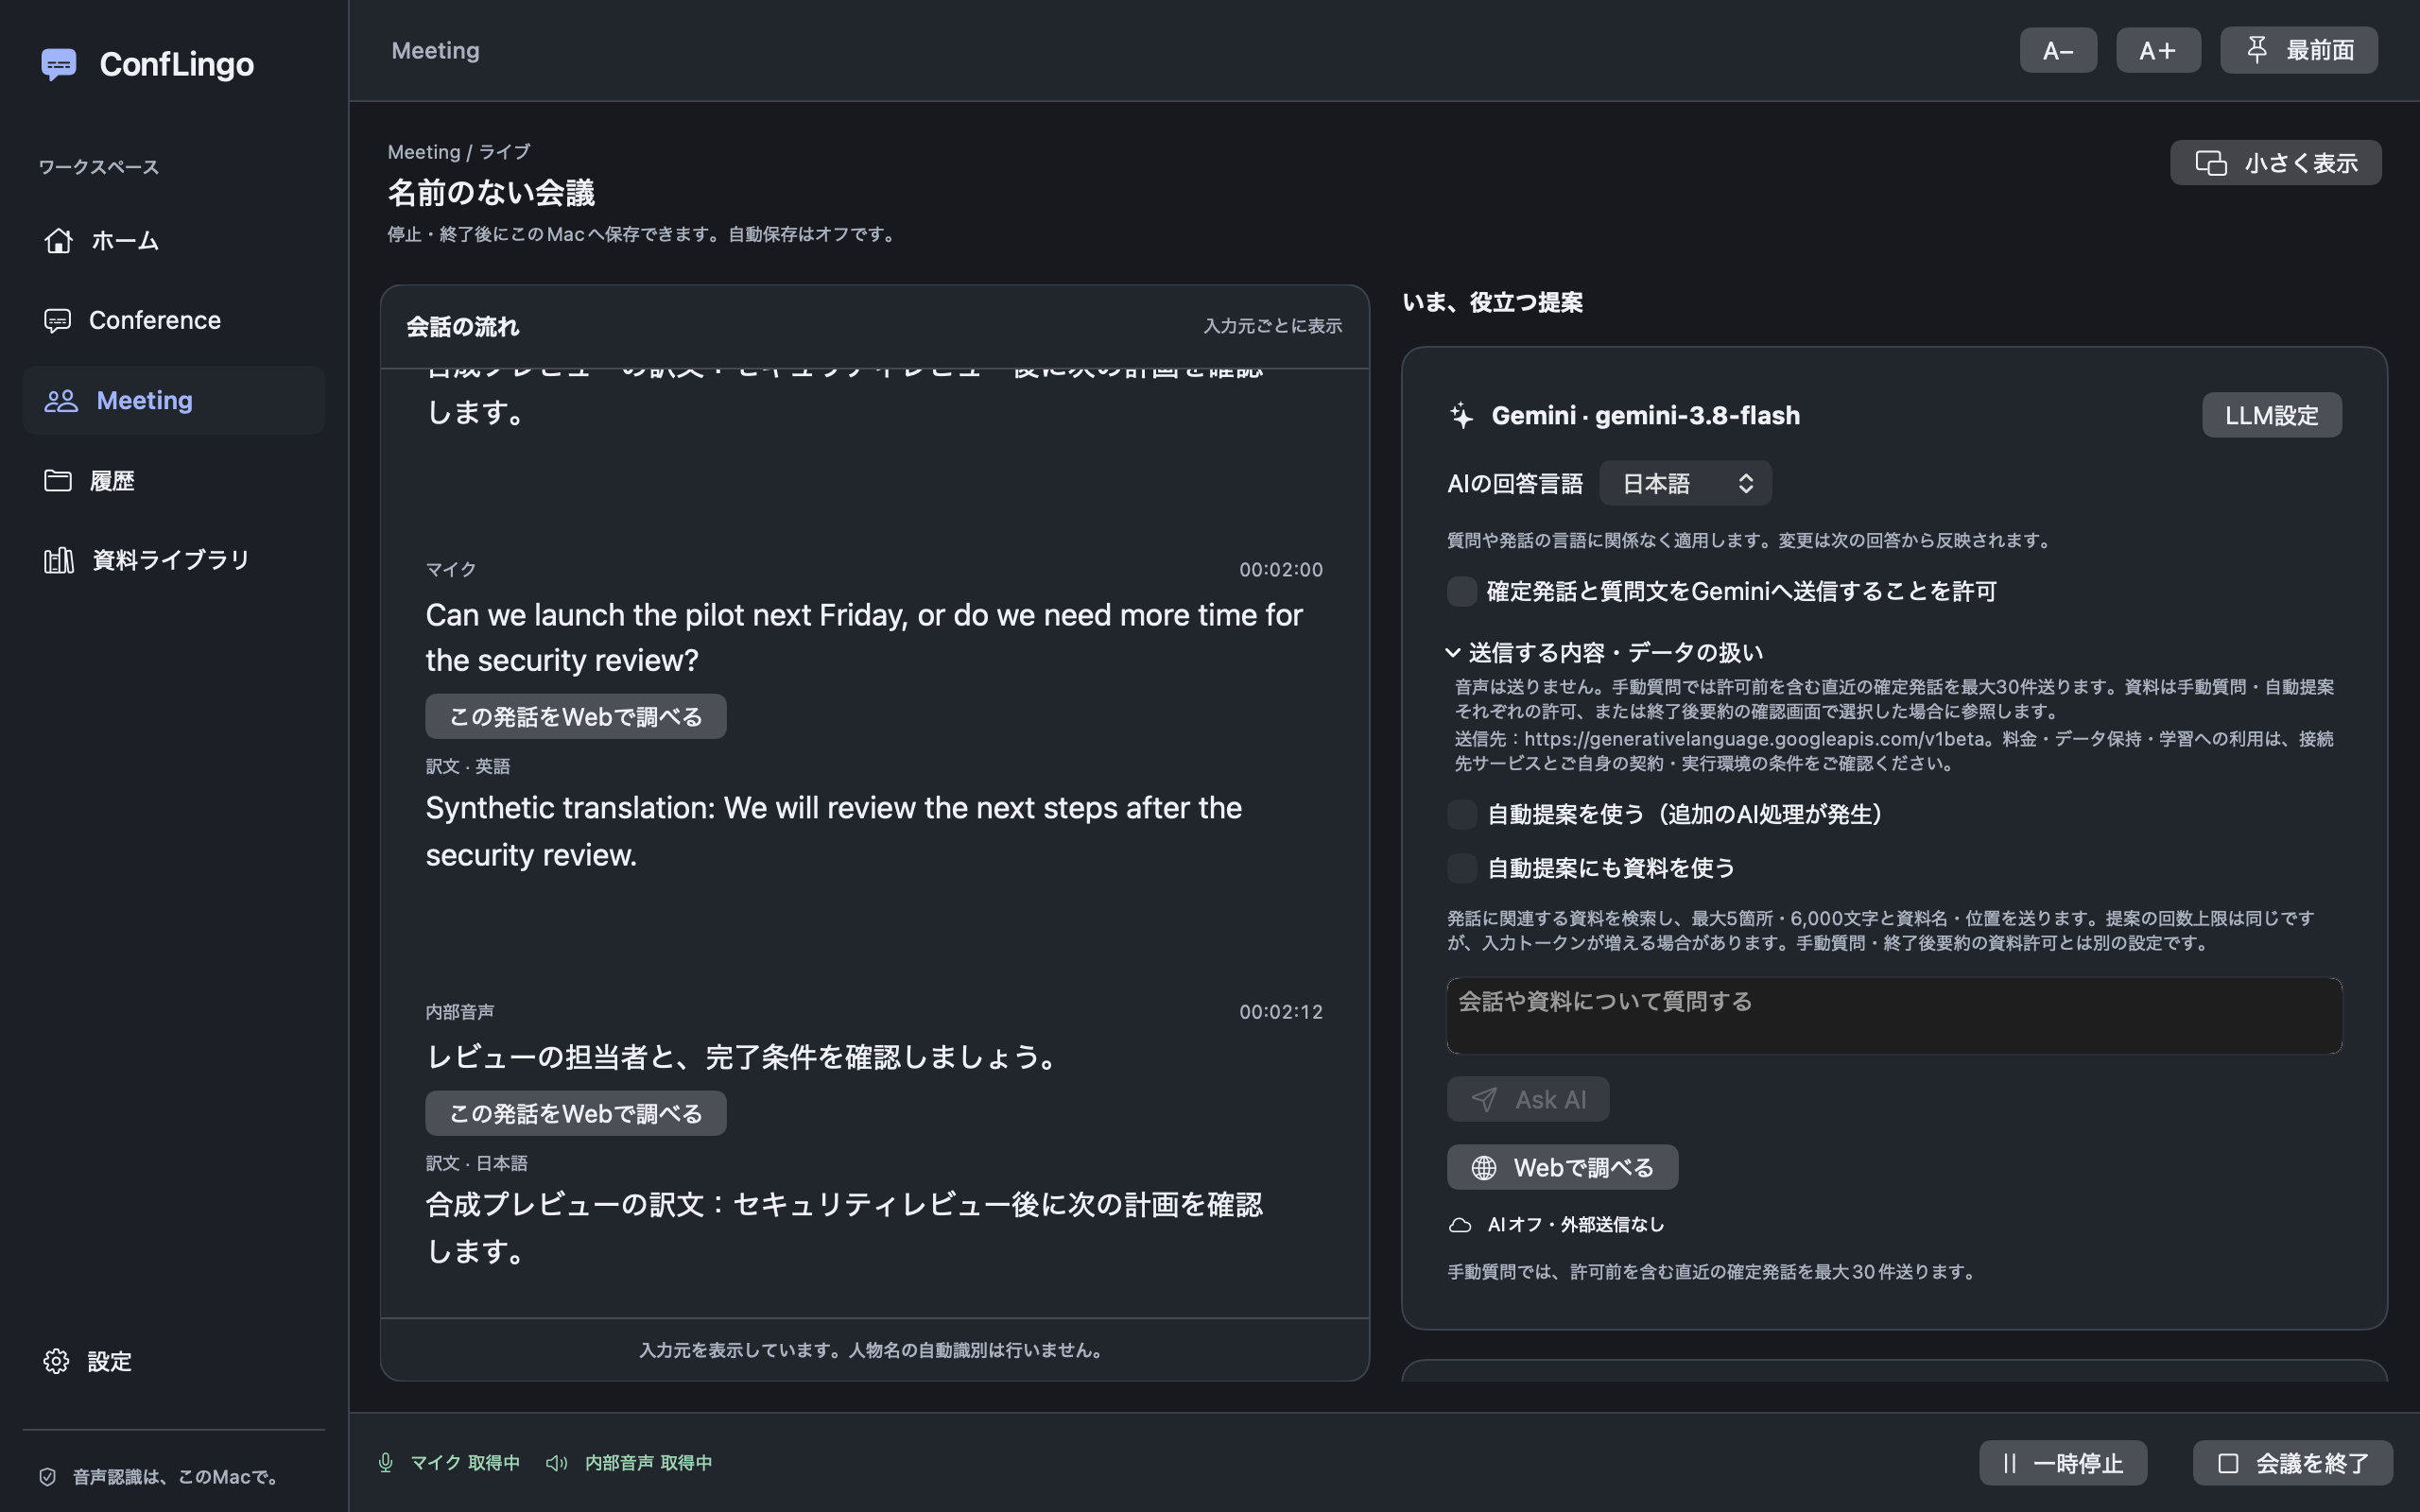 ConfLingo
ワークスペース
ホーム
Conference
Meeting
履歴
資料ライブラリ
設定
音声認識は、このMacで。
Meeting
A−
A+
最前面
Meeting / ライブ
名前のない会議
停止・終了後にこのMacへ保存できます。自動保存はオフです。
小さく表示
会話の流れ
入力元ごとに表示
合成プレビューの訳文：セキュリティレビュー後に次の計画を確認
します。
マイク
00:02:00
Can we launch the pilot next Friday, or do we need more time for
the security review?
この発話をWebで調べる
訳文 · 英語
Synthetic translation: We will review the next steps after the
security review.
内部音声
00:02:12
レビューの担当者と、完了条件を確認しましょう。
この発話をWebで調べる
訳文 · 日本語
合成プレビューの訳文：セキュリティレビュー後に次の計画を確認
します。
入力元を表示しています。人物名の自動識別は行いません。
いま、役立つ提案
Gemini · gemini-3.8-flash
LLM設定
AIの回答言語
日本語
質問や発話の言語に関係なく適用します。変更は次の回答から反映されます。
確定発話と質問文をGeminiへ送信することを許可
送信する内容・データの扱い
音声は送りません。手動質問では許可前を含む直近の確定発話を最大30件送ります。資料は手動質問・自動提案
それぞれの許可、または終了後要約の確認画面で選択した場合に参照します。
送信先：https://generativelanguage.googleapis.com/v1beta。料金・データ保持・学習への利用は、接続
先サービスとご自身の契約・実行環境の条件をご確認ください。
自動提案を使う（追加のAI処理が発生）
自動提案にも資料を使う
発話に関連する資料を検索し、最大5箇所・6,000文字と資料名・位置を送ります。提案の回数上限は同じです
が、入力トークンが増える場合があります。手動質問・終了後要約の資料許可とは別の設定です。
会話や資料について質問する
Ask AI
Webで調べる
AIオフ・外部送信なし
手動質問では、許可前を含む直近の確定発話を最大30件送ります。
マイク 取得中
内部音声 取得中
一時停止
会議を終了